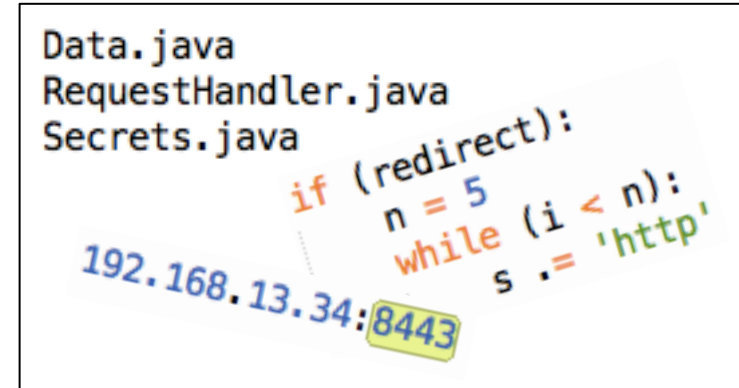 Data.java
RequestHandler.java
Secrets.java
if (redirect):
n = 5
while (i < n):
s .= 'http'
192.168.13.34:8443